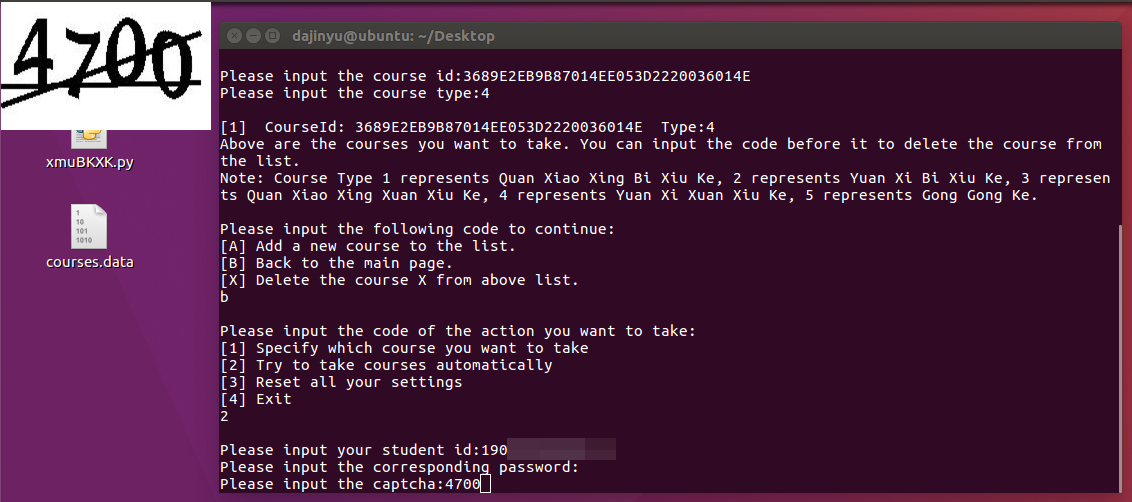 4700
xmuBKXK.py
1
10
101
1010
courses.data
dajinyu@ubuntu: ~/Desktop
Please input the course id:3689E2EB9B87014EE053D2220036014E
Please input the course type:4
[1]  CourseId: 3689E2EB9B87014EE053D2220036014E  Type:4
Above are the courses you want to take. You can input the code before it to delete the course from
the list.
Note: Course Type 1 represents Quan Xiao Xing Bi Xiu Ke, 2 represents Yuan Xi Bi Xiu Ke, 3 represen
ts Quan Xiao Xing Xuan Xiu Ke, 4 represents Yuan Xi Xuan Xiu Ke, 5 represents Gong Gong Ke.
Please input the following code to continue:
[A] Add a new course to the list.
[B] Back to the main page.
[X] Delete the course X from above list.
b
Please input the code of the action you want to take:
[1] Specify which course you want to take
[2] Try to take courses automatically
[3] Reset all your settings
[4] Exit
2
Please input your student id:190
Please input the corresponding password:
Please input the captcha:4700